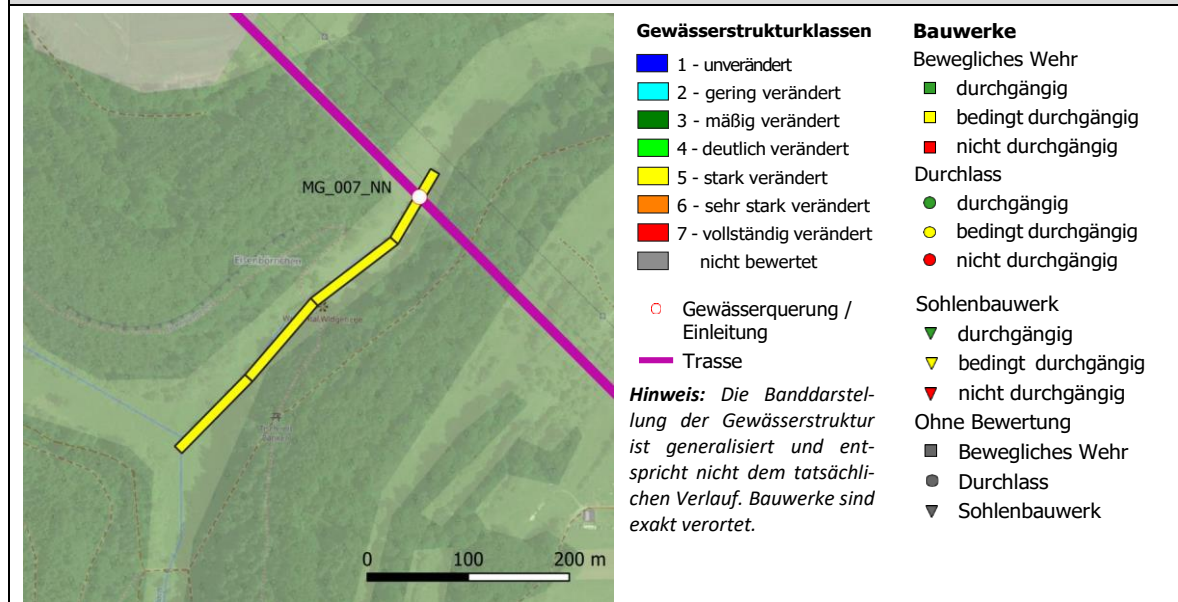 MG_007_NN
0 100 200 m
Gewässerstrukturklassen
1 - unverändert
2 - gering verändert
3 - mäßig verändert
4 - deutlich verändert
5 - stark verändert
6 - sehr stark verändert
7 - vollständig verändert
nicht bewertet
Gewässerquerung /
Einleitung
Trasse
Hinweis: Die Banddarstel-
lung der Gewässerstruktur
ist generalisiert und ent-
spricht nicht dem tatsächli-
chen Verlauf. Bauwerke sind
exakt verortet.
Bauwerke
Bewegliches Wehr
durchgängig
bedingt durchgängig
nicht durchgängig
Durchlass
durchgängig
bedingt durchgängig
nicht durchgängig
Sohlenbauwerk
durchgängig
bedingt durchgängig
nicht durchgängig
Ohne Bewertung
Bewegliches Wehr
Durchlass
Sohlenbauwerk